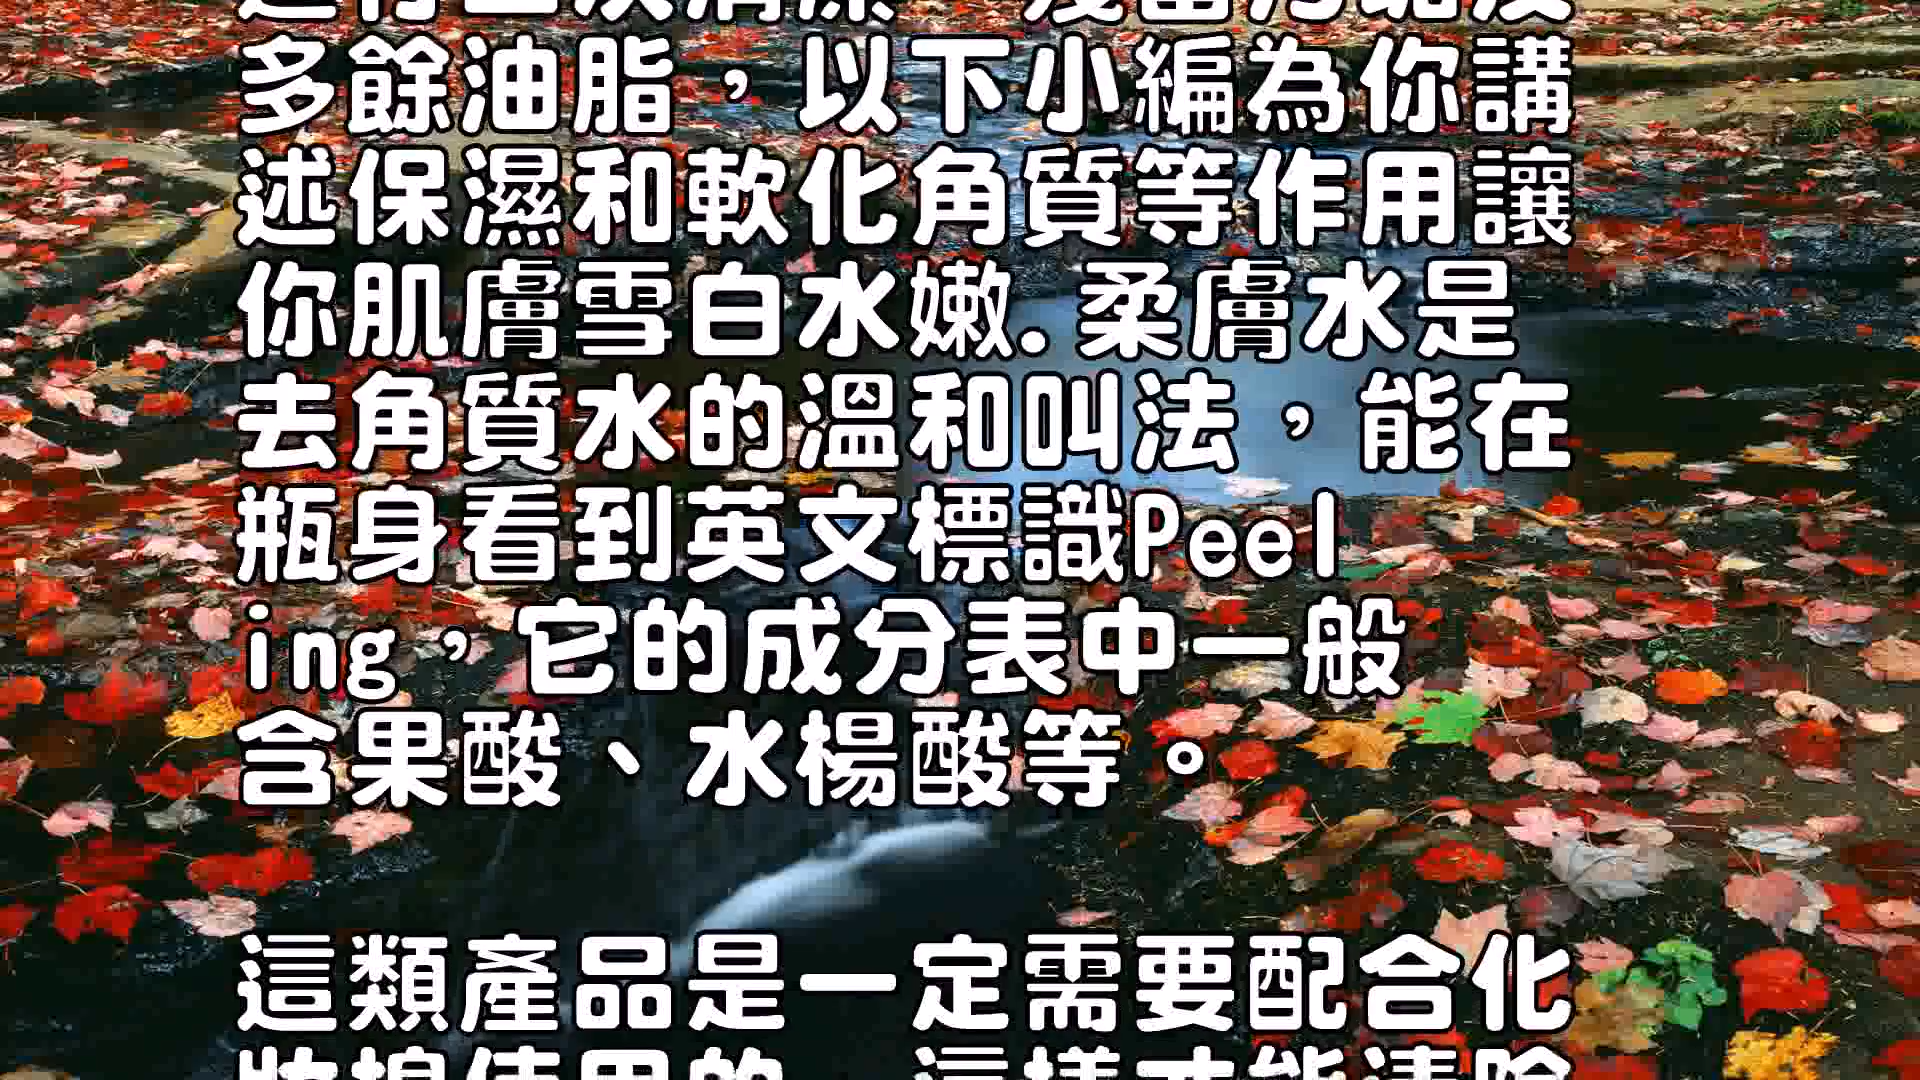 多餘油脂，以下小編為你講
述保濕和軟化角質等作用讓
你肌膚雪白水嫩.柔膚水是
去角質水的溫和叫法，能在
瓶身看到英文標識Peel
ing，它的成分表中一般
含果酸、水楊酸等。
這類產品是一定需要配合化